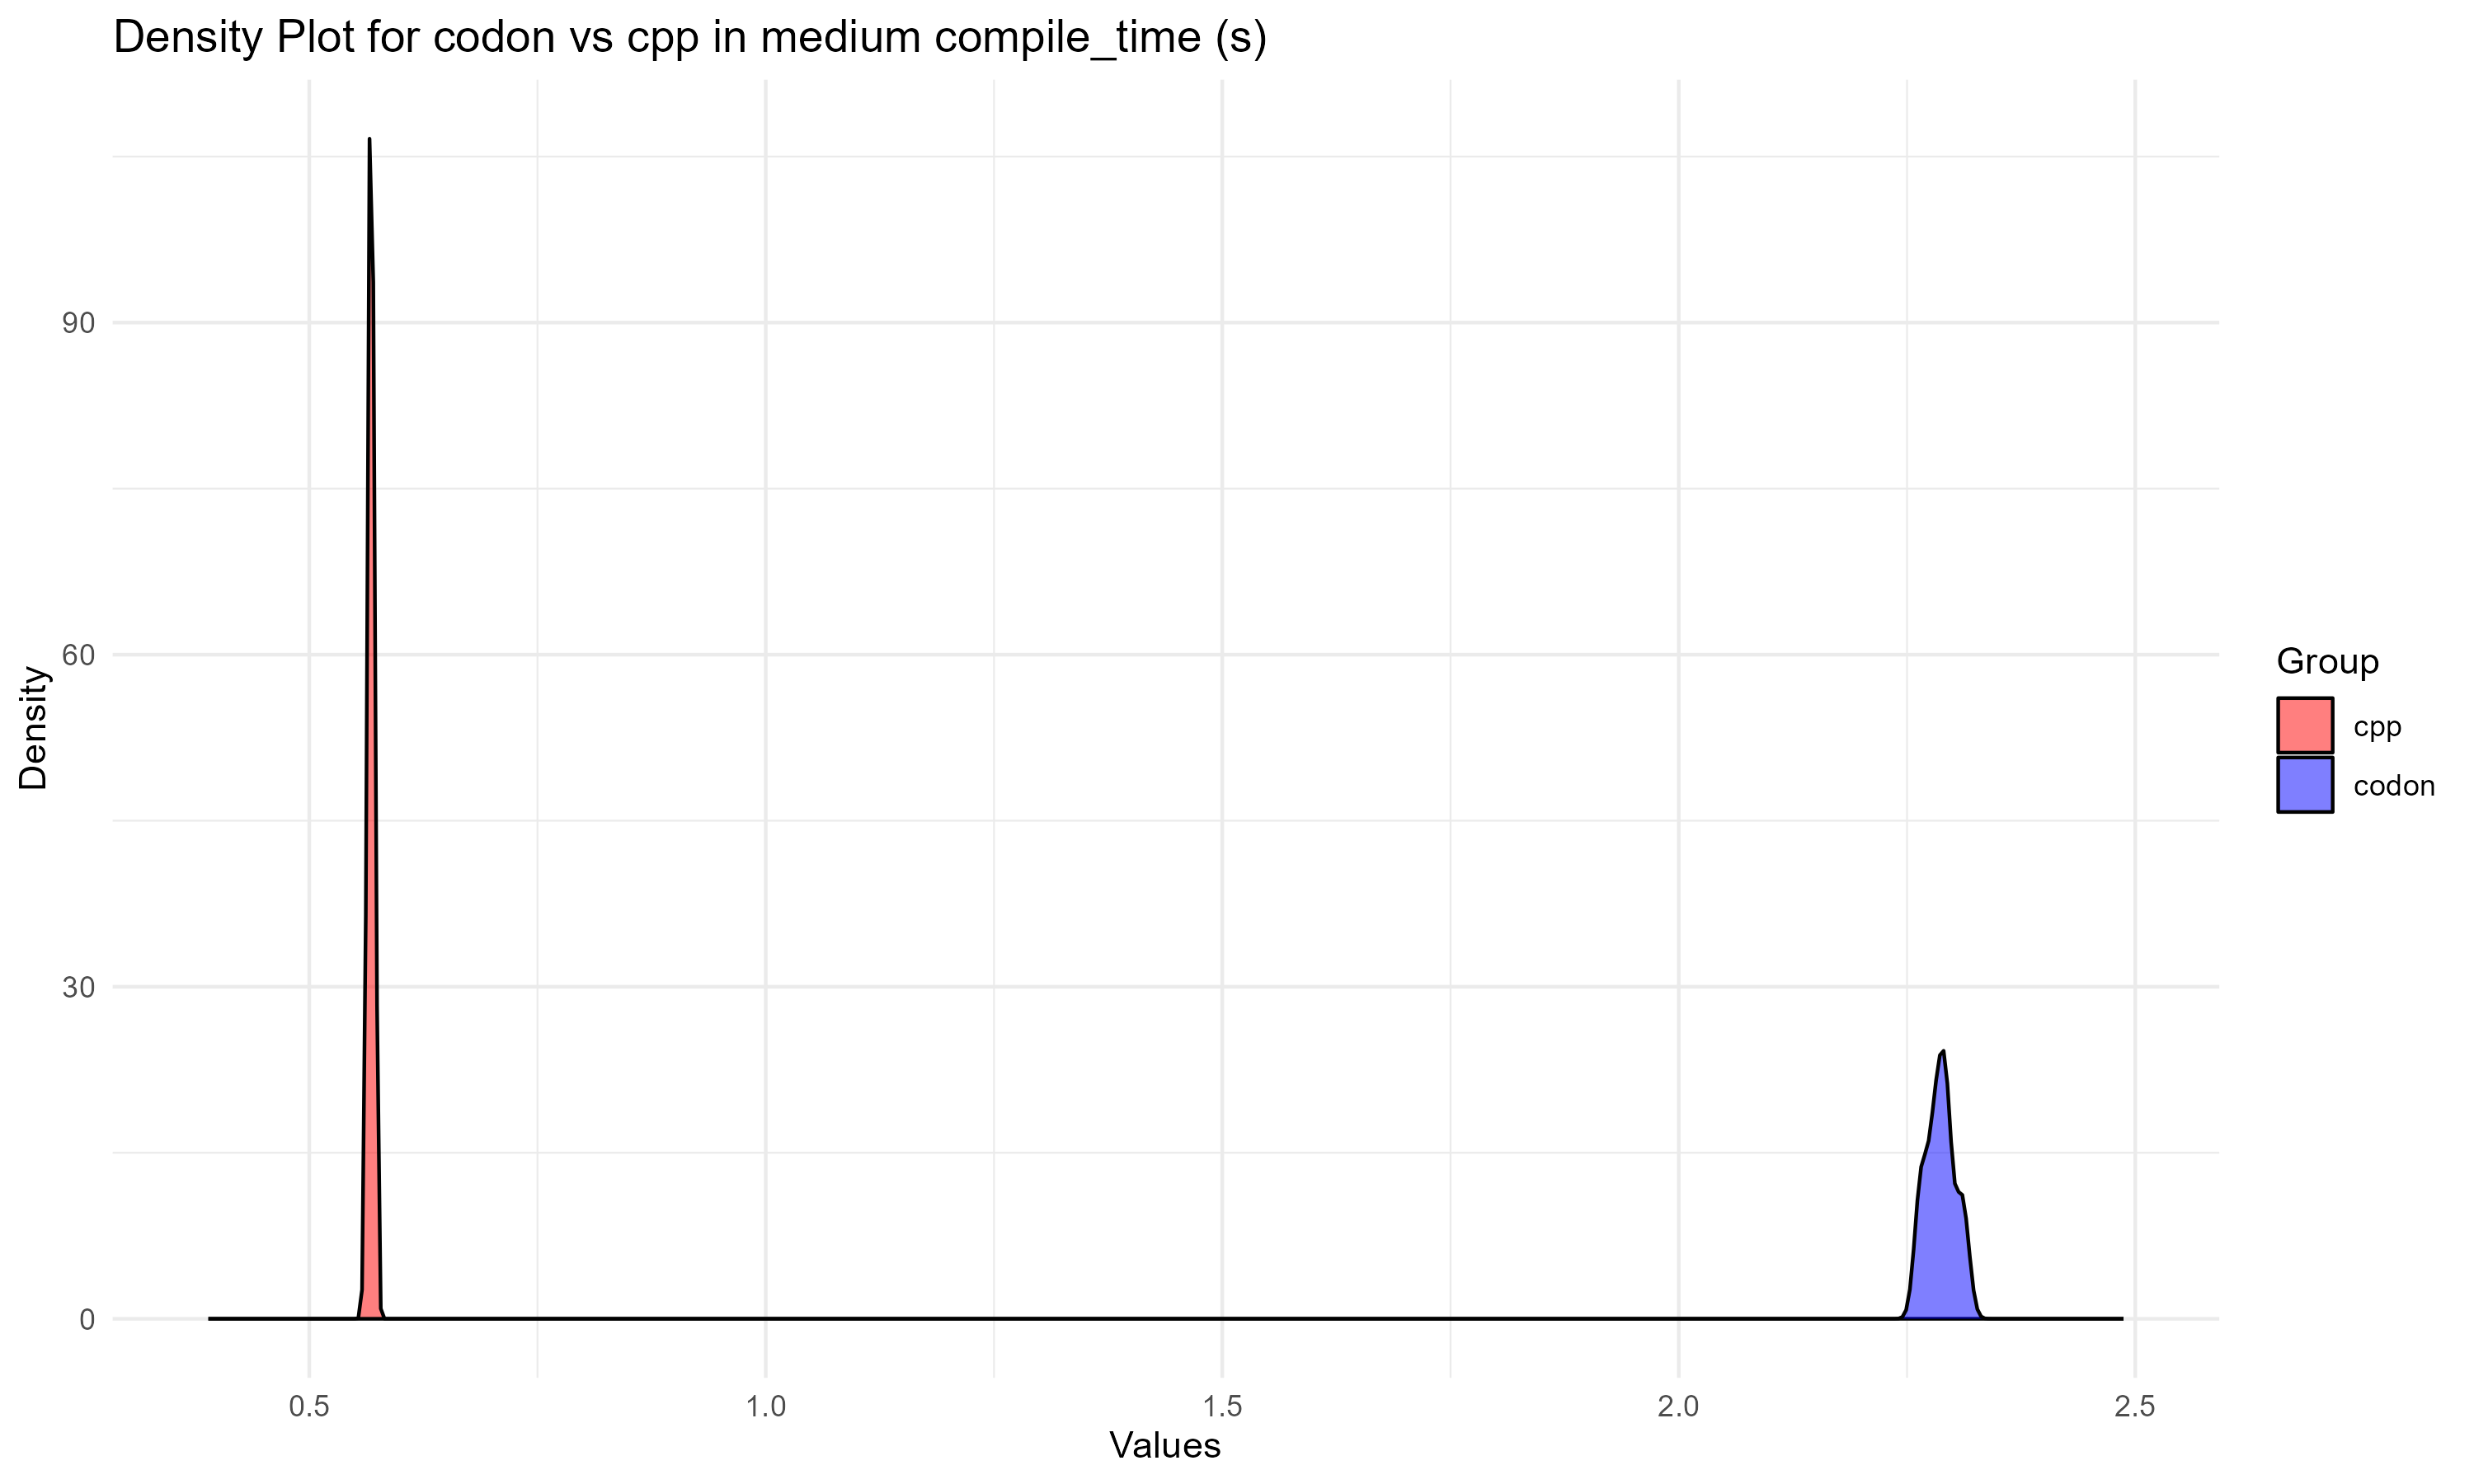 Density Plot for codon vs cpp in medium compile_time (s)
90
60
30
0
Density
0.5 1.0 1.5 2.0 2.5
Values
Group
cpp
codon